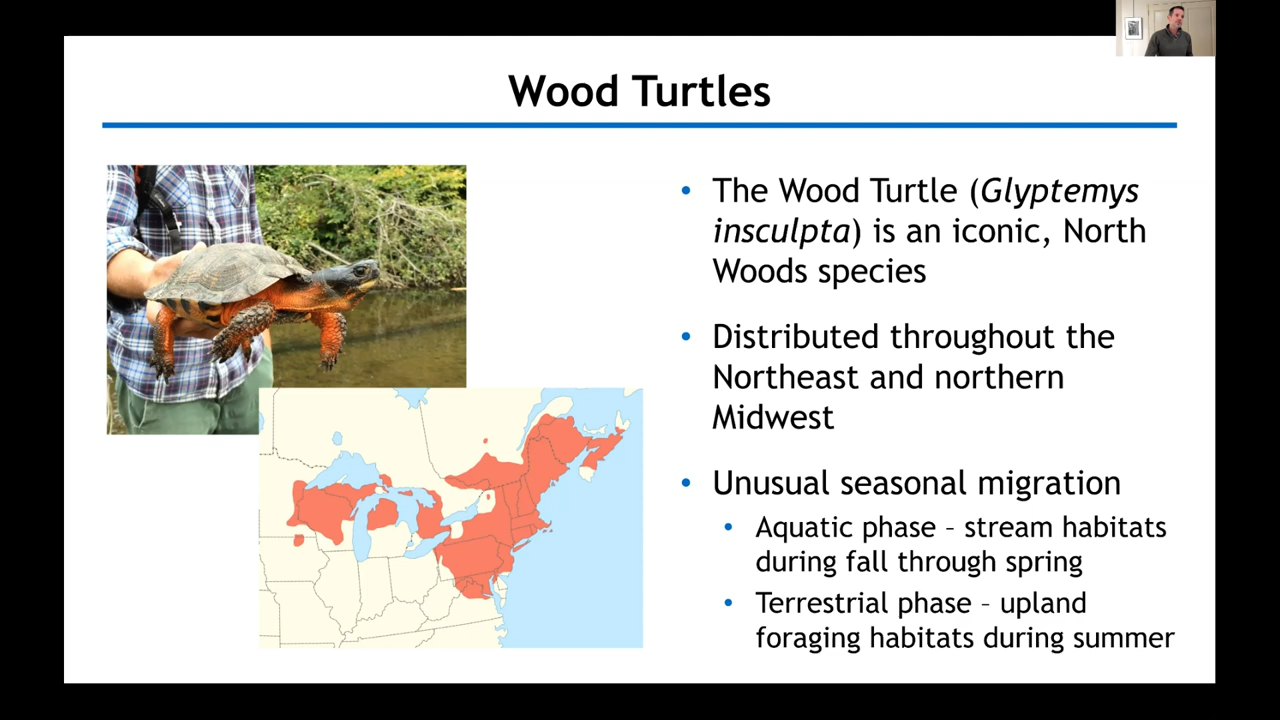 Wood Turtles
• The Wood Turtle (Glyptemys
insculpta) is an iconic, North
Woods species
• Distributed throughout the
Northeast and northern
Midwest
• Unusual seasonal migration
• Aquatic phase – stream habitats
during fall through spring
• Terrestrial phase – upland
foraging habitats during summer